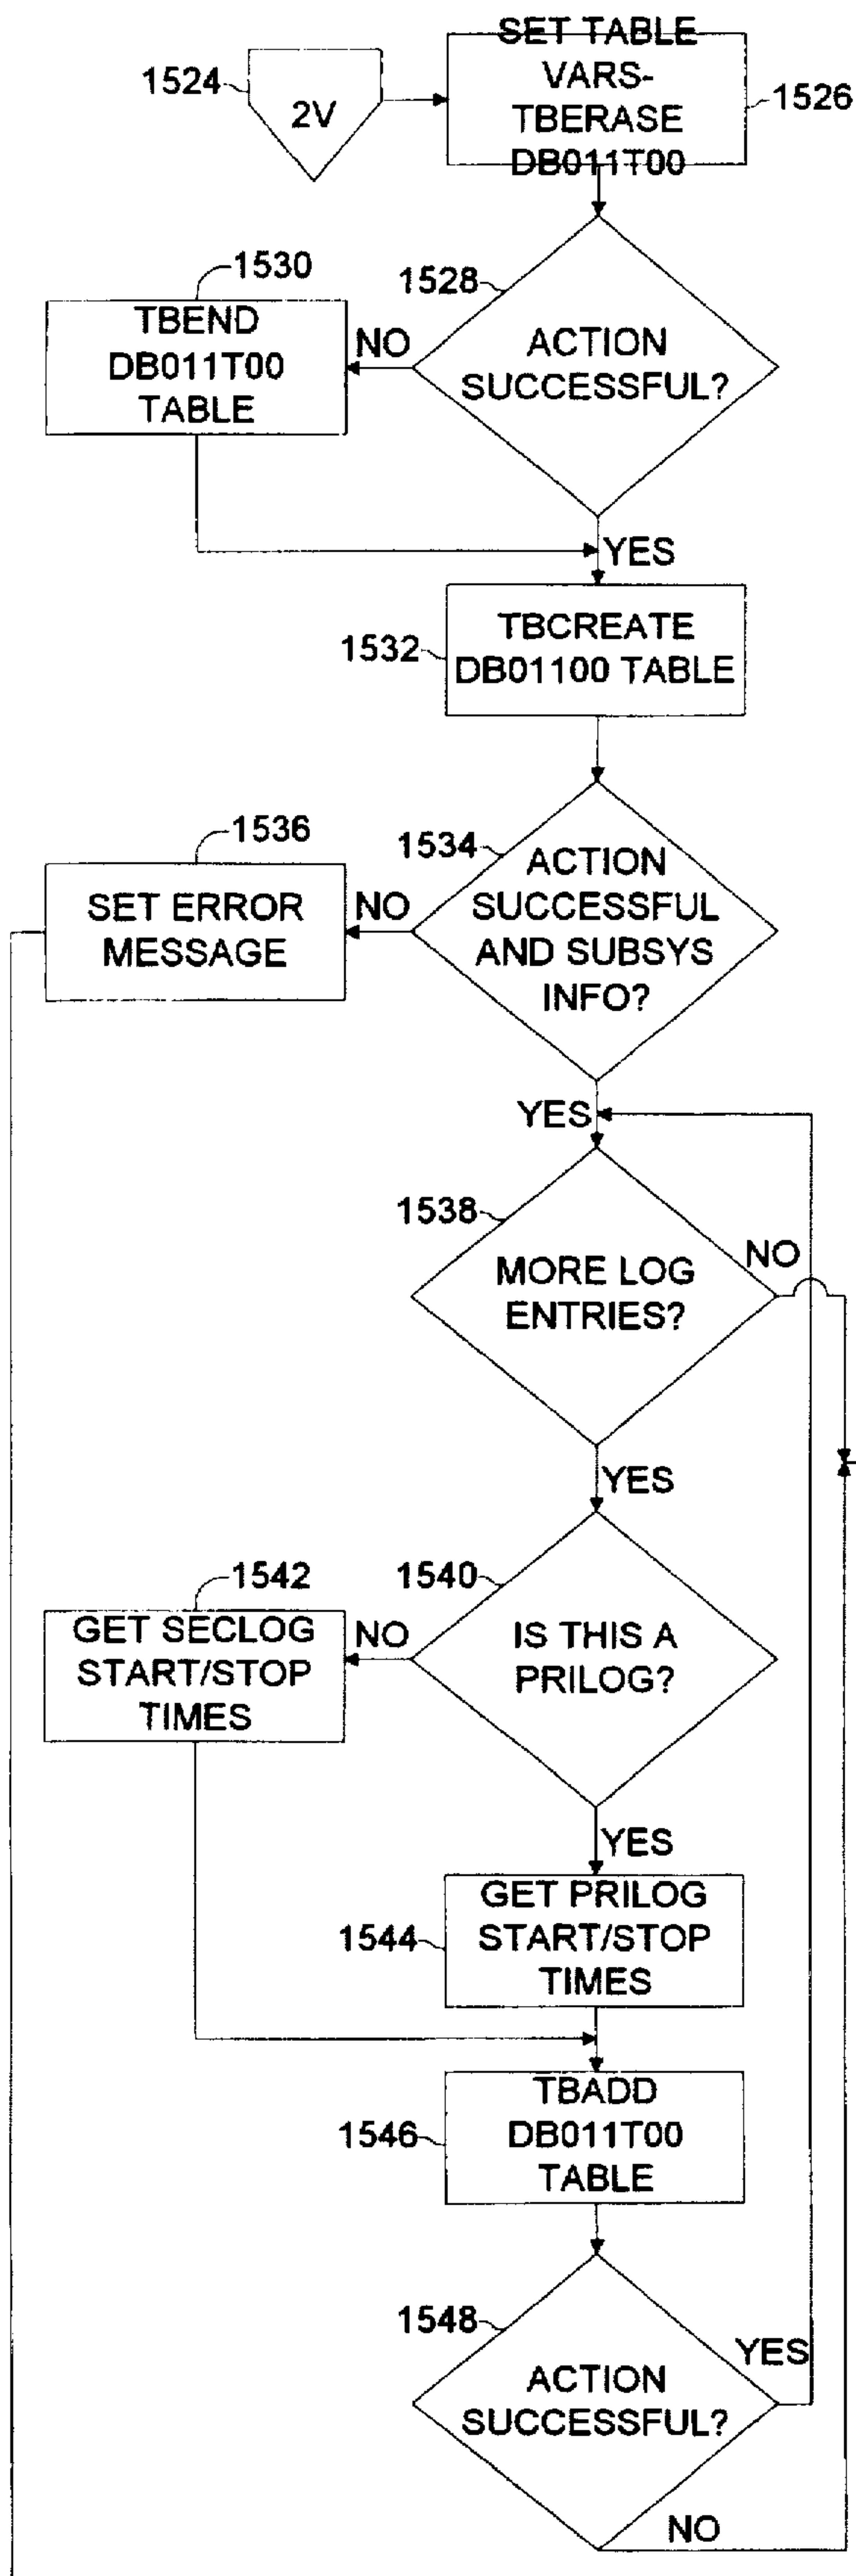 SET TABLE
VARS-
TBERASE
DB011T00
1524
2V
1526
1530
1528
TBEND
DB011T00
TABLE
NO
ACTION
SUCCESSFUL?
YES
TBCREATE
DB01100 TABLE
1532
1536
1534
SET ERROR
MESSAGE
NO
ACTION
SUCCESSFUL
AND SUBSYS
INFO?
YES
1538
NO
MORE LOG
ENTRIES?
YES
1542
1540
GET SECLOG
START/STOP
TIMES
NO
IS THIS A
PRILOG?
YES
1544
GET PRILOG
START/STOP
TIMES
1546
TBADD
DB011T00
TABLE
1548
YES
ACTION
SUCCESSFUL?
NO